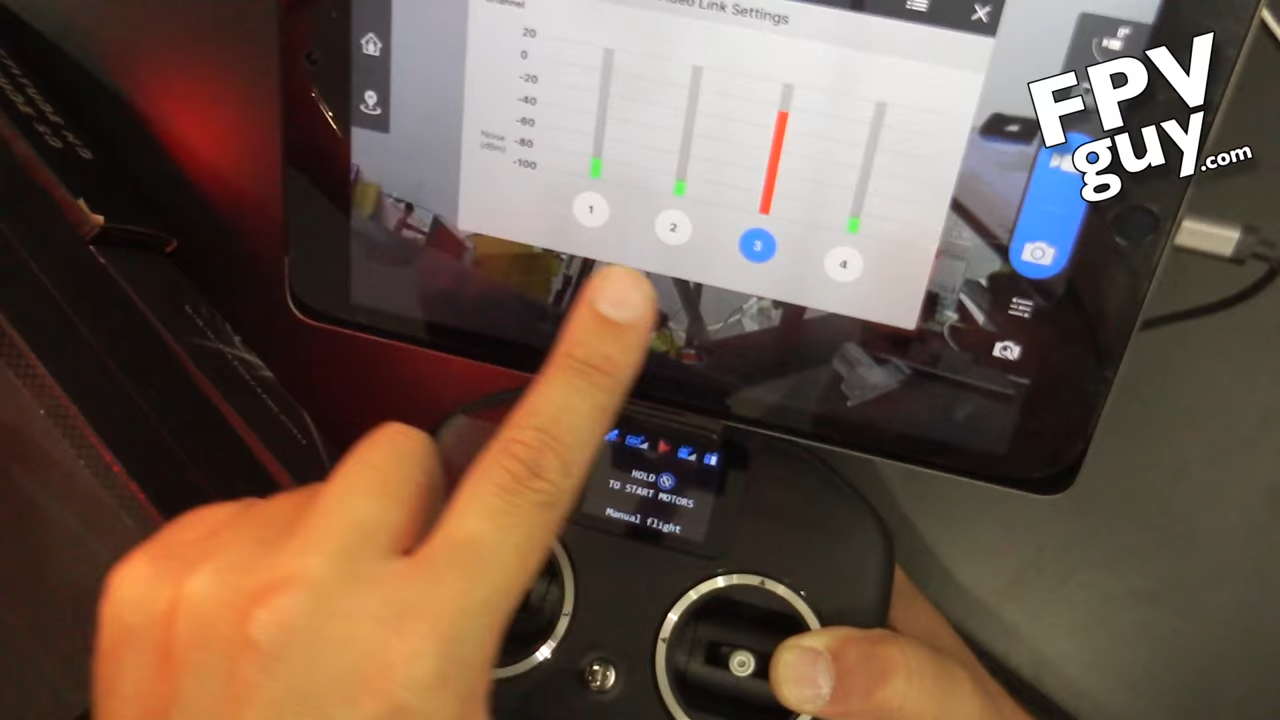 Video Link Settings
Channel
20
0
-20
-40
-60
-80
-100
Noise
(dBm)
1
2
3
4
FPV
guy
.com
HOLD
TO START MOTORS
Manual flight